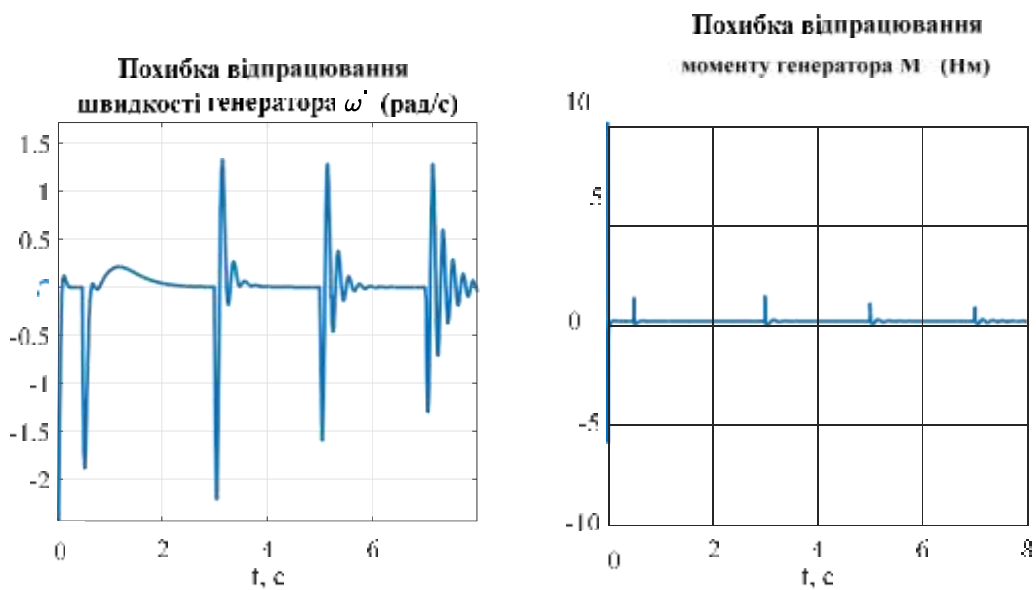 Похибка відпрацювання
швидкості генератора ω* (рад/с)
1.5
1
0.5
-0.5
-1
-1.5
-2
0 2 4 6
t, c
Похибка відпрацювання
моменту генератора М (Нм)
10
5
0
-5
-10
0 2 4 6 8
t, c